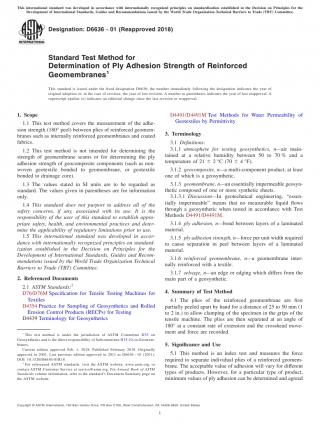 This international standard was developed in accordance with internationally recognized principles on standardization established in the Decision on Principles for the
Development of International Standards, Guides and Recommendations issued by the World Trade Organization Technical Barriers to Trade (TBT) Committee.
Designation: D6636 − 01 (Reapproved 2018)
Standard Test Method for
Determination of Ply Adhesion Strength of Reinforced
Geomembranes1
This standard is issued under the fixed designation D6636; the number immediately following the designation indicates the year of
original adoption or, in the case of revision, the year of last revision. A number in parentheses indicates the year of last reapproval. A
superscript epsilon (ε) indicates an editorial change since the last revision or reapproval.
1. Scope
1.1 This test method covers the measurement of the adhe-
sion strength (180° peel) between plies of reinforced geomem-
branes such as internally reinforced geomembranes and coated
fabrics.
1.2 This test method is not intended for determining the
strength of geomembrane seams or for determining the ply
adhesion strength of geocomposite components (such as non-
woven geotextile bonded to geomembrane, or geotextile
bonded to drainage core).
1.3 The values stated in SI units are to be regarded as
standard. The values given in parentheses are for information
only.
1.4 This standard does not purport to address all of the
safety concerns, if any, associated with its use. It is the
responsibility of the user of this standard to establish appro-
priate safety, health, and environmental practices and deter-
mine the applicability of regulatory limitations prior to use.
1.5 This international standard was developed in accor-
dance with internationally recognized principles on standard-
ization established in the Decision on Principles for the
Development of International Standards, Guides and Recom-
mendations issued by the World Trade Organization Technical
Barriers to Trade (TBT) Committee.
2. Referenced Documents
2.1 ASTM Standards:2
D76/D76M Specification for Tensile Testing Machines for
Textiles
D4354 Practice for Sampling of Geosynthetics and Rolled
Erosion Control Products (RECPs) for Testing
D4439 Terminology for Geosynthetics
1 This test method is under the jurisdiction of ASTM Committee D35 on
Geosynthetics and is the direct responsibility of Subcommittee D35.10 on Geomem-
branes.
Current edition approved Feb. 1, 2018. Published February 2018. Originally
approved in 2001. Last previous edition approved in 2011 as D6636 – 01 (2011).
DOI: 10.1520/D6636-01R18.
2 For referenced ASTM standards, visit the ASTM website, www.astm.org, or
contact ASTM Customer Service at service@astm.org. For Annual Book of ASTM
Standards volume information, refer to the standard's Document Summary page on
the ASTM website.
D4491/D4491M Test Methods for Water Permeability of
Geotextiles by Permittivity
3. Terminology
3.1 Definitions:
3.1.1 atmosphere for testing geosynthetics, n—air main-
tained at a relative humidity between 50 to 70 % and a
temperature of 21 ± 2 °C (70 ± 4 °F).
3.1.2 geocomposite, n—a multi-component product, at least
one of which is a geosynthetic.
3.1.3 geomembrane, n—an essentially impermeable geosyn-
thetic composed of one or more synthetic sheets.
3.1.3.1 Discussion—In geotechnical engineering, "essen-
tially impermeable" means that no measurable liquid flows
through a geosynthetic when tested in accordance with Test
Methods D4491/D4491M.
3.1.4 ply adhesion, n—bond between layers of a laminated
material.
3.1.5 ply adhesion strength, n—force per unit width required
to cause separation in peel between layers of a laminated
material.
3.1.6 reinforced geomembrane, n—a geomembrane inter-
nally reinforced with a textile.
3.1.7 selvage, n—an edge or edging which differs from the
main part of a geosynthetic.
4. Summary of Test Method
4.1 The plies of the reinforced geomembrane are first
partially peeled apart by hand for a distance of 25 to 50 mm (1
to 2 in.) to allow clamping of the specimen in the grips of the
tensile machine. The plies are then separated at an angle of
180° at a constant rate of extension and the crosshead move-
ment and force are recorded.
5. Significance and Use
5.1 This method is an index test and measures the force
required to separate individual plies of a reinforced geomem-
brane. The acceptable value of adhesion will vary for different
types of products. However, for a particular type of product,
minimum values of ply adhesion can be determined and agreed
Copyright © ASTM International, 100 Barr Harbor Drive, PO Box C700, West Conshohocken, PA 19428-2959. United States
1